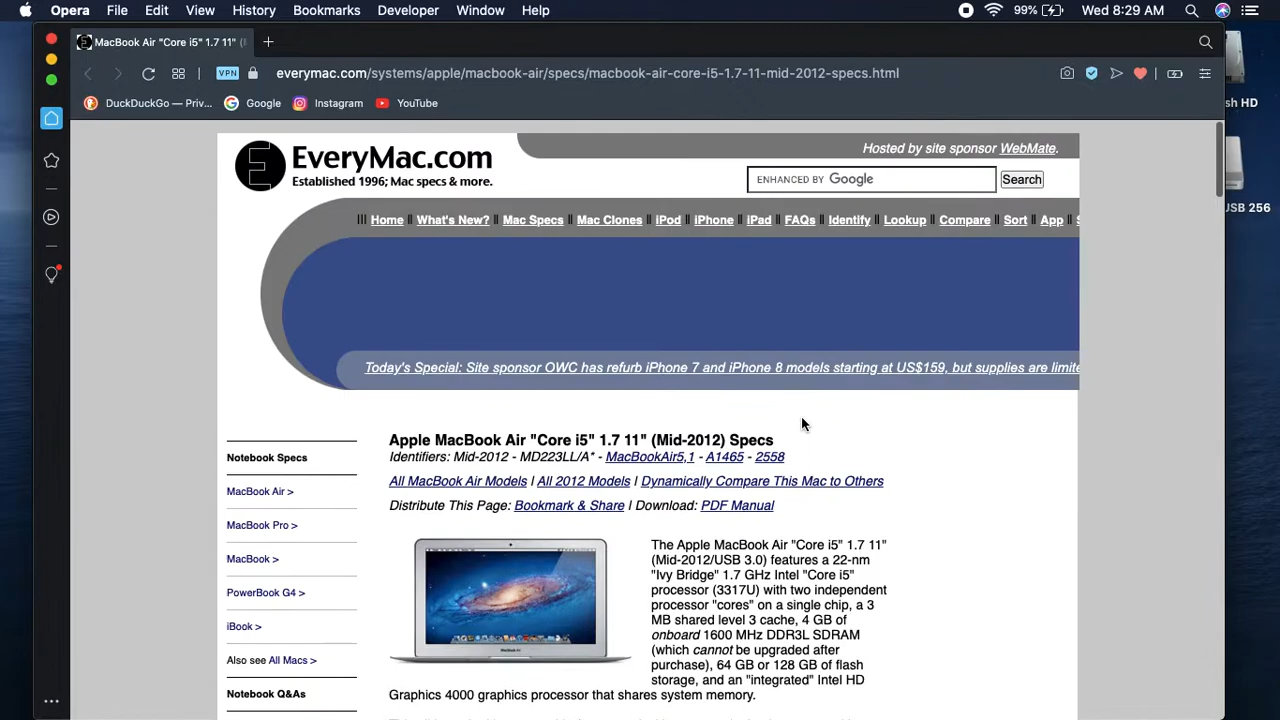 Opera File Edit View History Bookmarks Developer Window Help 99% Wed 8:29 AM
MacBook Air "Core i5" 1.7 11" (
VPN everymac.com/systems/apple/macbook-air/specs/macbook-air-core-i5-1.7-11-mid-2012-specs.html
DuckDuckGo — Priv... Google Instagram YouTube
sh HD
USB 256
EveryMac.com
Established 1996; Mac specs & more.
Hosted by site sponsor WebMate.
ENHANCED BY Google Search
||| Home || What's New? || Mac Specs || Mac Clones || iPod || iPhone || iPad || FAQs || Identify || Lookup || Compare || Sort || App ||
Today's Special: Site sponsor OWC has refurb iPhone 7 and iPhone 8 models starting at US$159, but supplies are limite
Apple MacBook Air "Core i5" 1.7 11" (Mid-2012) Specs
Identifiers: Mid-2012 - MD223LL/A* - MacBookAir5,1 - A1465 - 2558
All MacBook Air Models | All 2012 Models | Dynamically Compare This Mac to Others
Distribute This Page: Bookmark & Share | Download: PDF Manual
Notebook Specs
MacBook Air >
MacBook Pro >
MacBook >
PowerBook G4 >
iBook >
Also see All Macs >
Notebook Q&As
MacBook Air
The Apple MacBook Air "Core i5" 1.7 11"
(Mid-2012/USB 3.0) features a 22-nm
"Ivy Bridge" 1.7 GHz Intel "Core i5"
processor (3317U) with two independent
processor "cores" on a single chip, a 3
MB shared level 3 cache, 4 GB of
onboard 1600 MHz DDR3L SDRAM
(which cannot be upgraded after
purchase), 64 GB or 128 GB of flash
storage, and an "integrated" Intel HD
Graphics 4000 graphics processor that shares system memory.